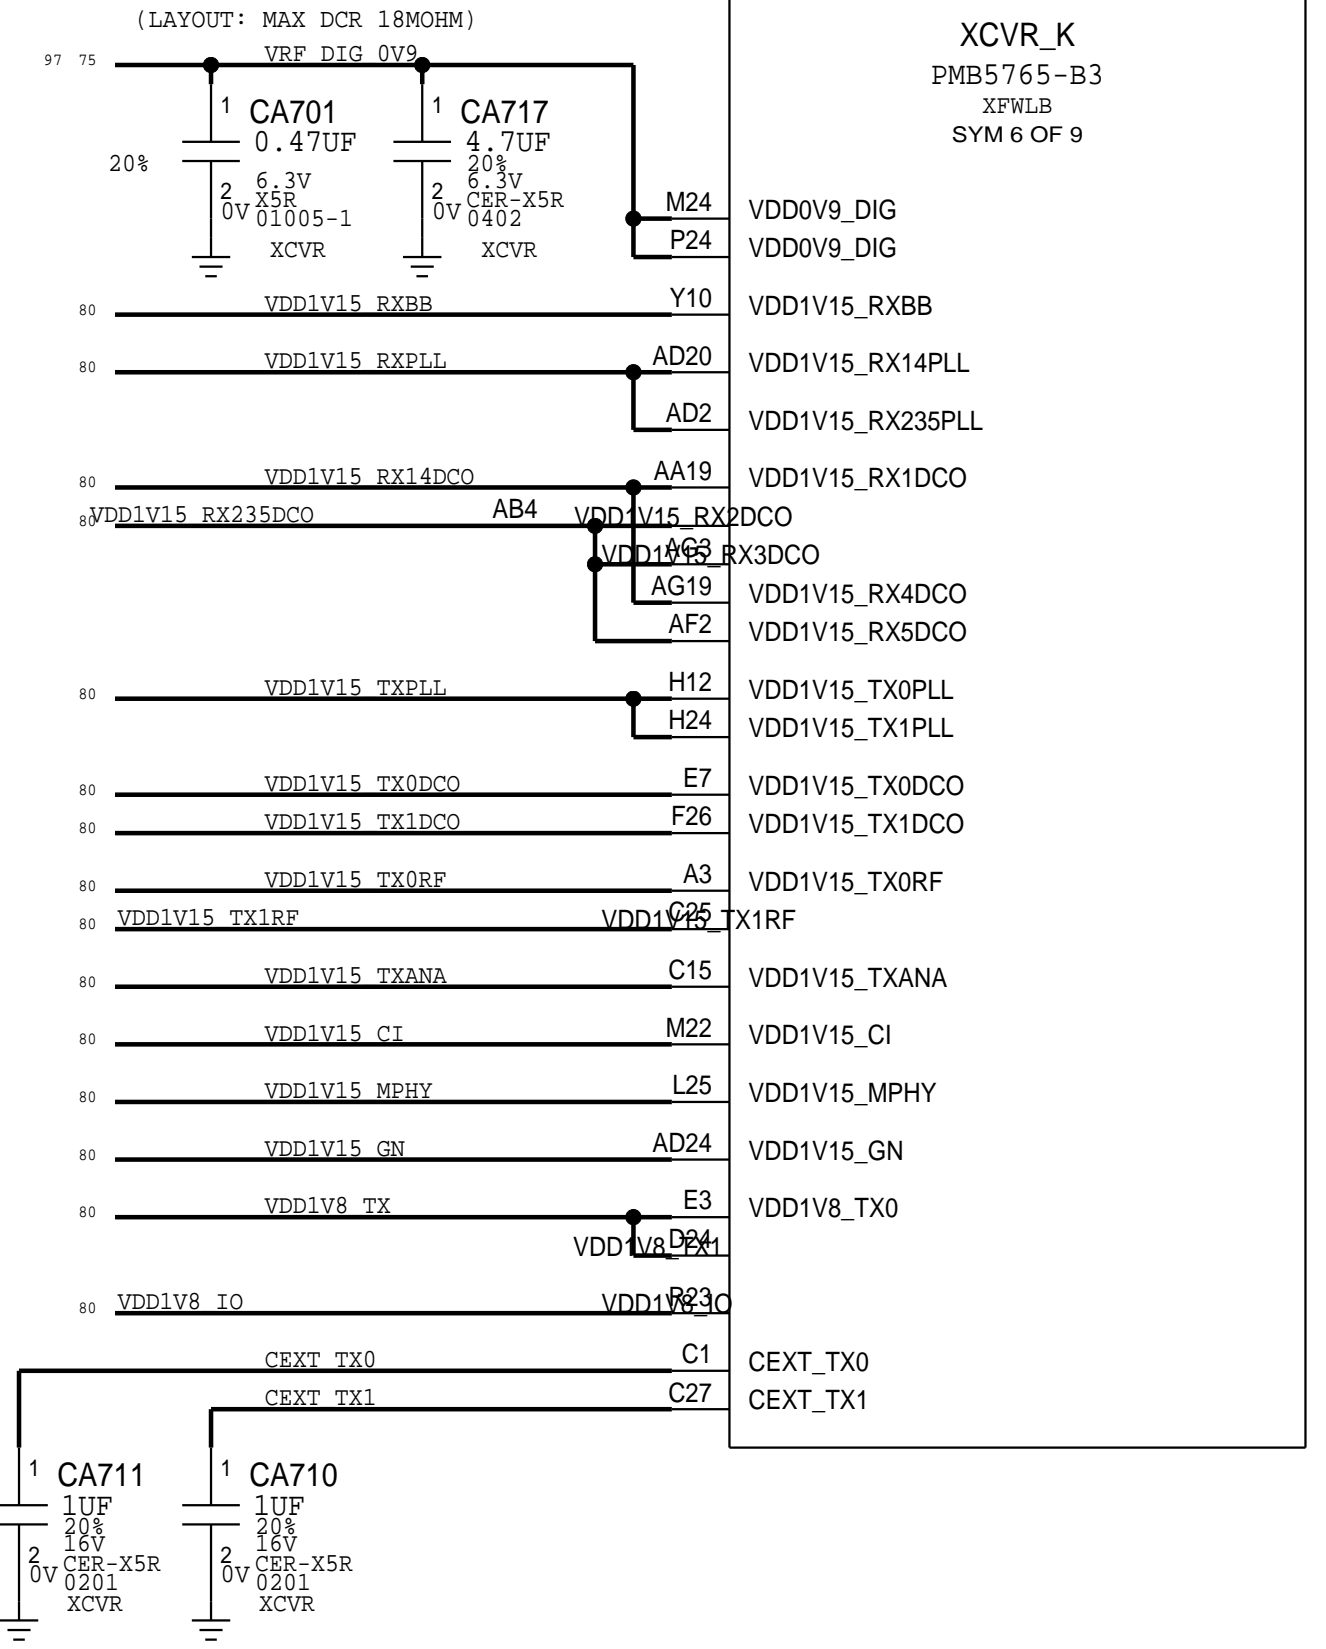 (LAYOUT: MAX DCR 18MOHM)
97 75 VRF DIG 0V9
XCVR_K
PMB5765-B3
XFWLB
SYM 6 OF 9
1 CA701
0.47UF
20%
6.3V
2 X5R
0V 01005-1
XCVR
1 CA717
4.7UF
20%
6.3V
2 CER-X5R
0V 0402
XCVR
M24 VDD0V9_DIG
P24 VDD0V9_DIG
80 VDD1V15 RXBB Y10 VDD1V15_RXBB
80 VDD1V15 RXPLL AD20 VDD1V15_RX14PLL
AD2 VDD1V15_RX235PLL
80 VDD1V15 RX14DCO AA19 VDD1V15_RX1DCO
80 VDD1V15 RX235DCO AB4 VDD1V15_RX2DCO
AG3 VDD1V15_RX3DCO
AG19 VDD1V15_RX4DCO
AF2 VDD1V15_RX5DCO
80 VDD1V15 TXPLL H12 VDD1V15_TX0PLL
H24 VDD1V15_TX1PLL
80 VDD1V15 TX0DCO E7 VDD1V15_TX0DCO
80 VDD1V15 TX1DCO F26 VDD1V15_TX1DCO
80 VDD1V15 TX0RF A3 VDD1V15_TX0RF
80 VDD1V15 TX1RF C25 VDD1V15_TX1RF
80 VDD1V15 TXANA C15 VDD1V15_TXANA
80 VDD1V15 CI M22 VDD1V15_CI
80 VDD1V15 MPHY L25 VDD1V15_MPHY
80 VDD1V15 GN AD24 VDD1V15_GN
80 VDD1V8 TX E3 VDD1V8_TX0
D24 VDD1V8_TX1
80 VDD1V8 IO R23 VDD1V8_IO
CEXT TX0 C1 CEXT_TX0
CEXT TX1 C27 CEXT_TX1
1 CA711
1UF
20%
16V
2 CER-X5R
0V 0201
XCVR
1 CA710
1UF
20%
16V
2 CER-X5R
0V 0201
XCVR